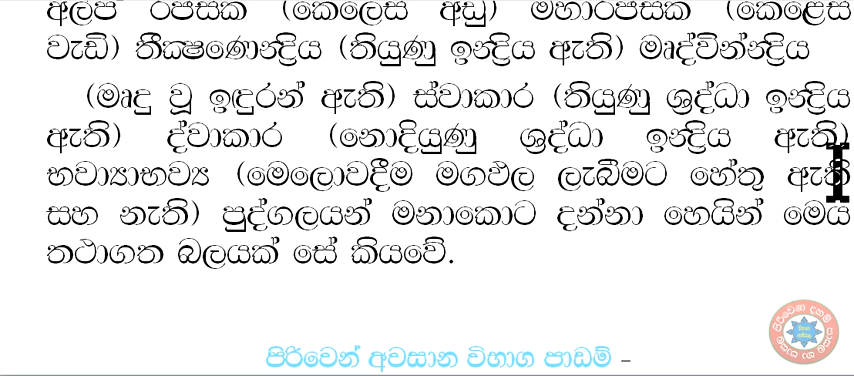 අල්ප රජස්ක (කෙලෙස් අඩු) මහාරජස්ක (කෙළෙස්
වැඩි) තීක්‍ෂණෙන්‍ද්‍රිය (තියුණු ඉන්‍ද්‍රිය ඇති) මෘද්වින්න්‍ද්‍රිය
(මෘදු වූ ඉඳුරන් ඇති) ස්වාකාර (තියුණු ශ්‍රද්ධා ඉන්‍ද්‍රිය
ඇති) ද්වාකාර (නොදියුණු ශ්‍රද්ධා ඉන්‍ද්‍රිය ඇති)
භව්‍යාභව්‍ය (මෙලොවදීම මගඵල ලැබීමට හේතු ඇති
සහ නැති) පුද්ගලයන් මනාකොට දන්නා හෙයින් මෙය
තථාගත බලයක් සේ කියවේ.
පිරිවෙන් අවසාන විභාග පාඩම් –